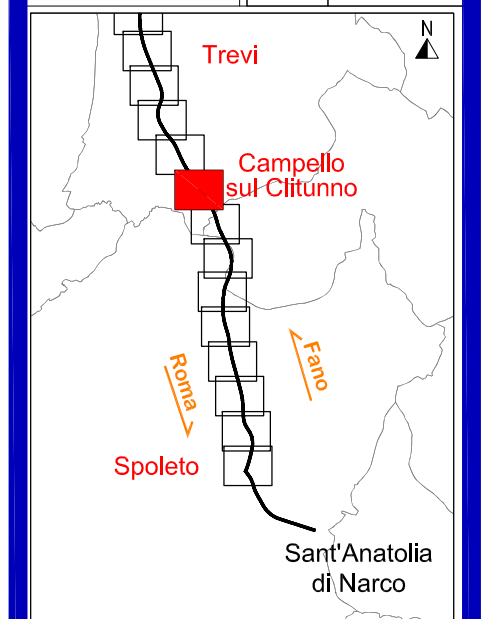 N
Trevi
Campello
sul Clitunno
Fano
Roma
Spoleto
Sant'Anatolia
di Narco